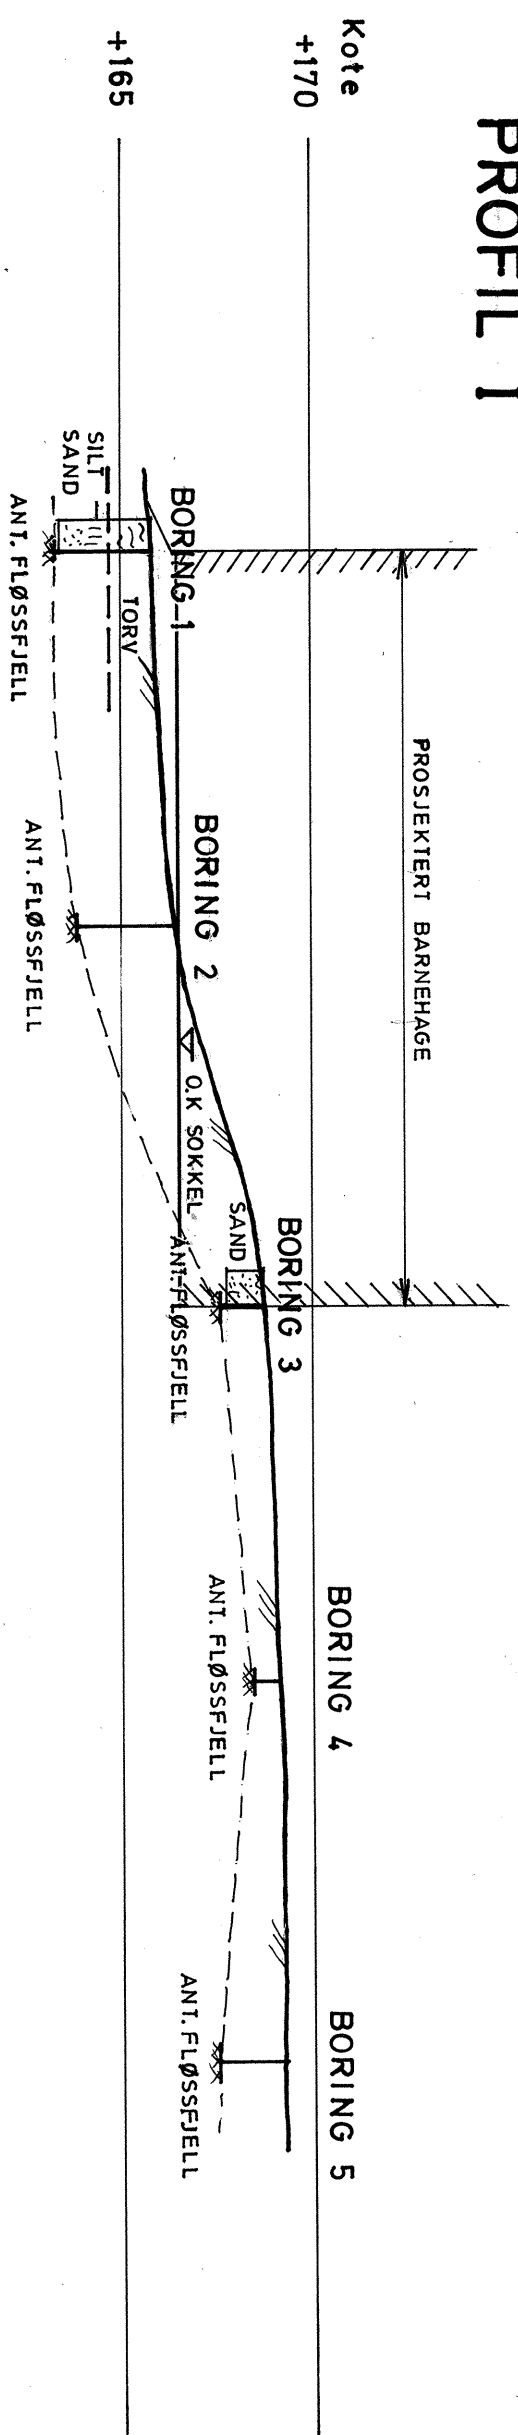 PROFIL I
Kote
+170
+165
PROSJEKTERT BARNEHAGE
BORING 1
TORV
SILT
SAND
ANT. FLØSSFJELL
BORING 2
ANT. FLØSSFJELL
O.K SOKKEL
BORING 3
SAND
ANT. FLØSSFJELL
BORING 4
ANT. FLØSSFJELL
BORING 5
ANT. FLØSSFJELL